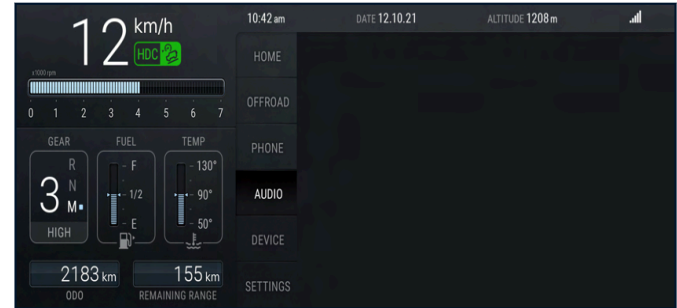 12 km/h
HDC
x1000 rpm
0 1 2 3 4 5 6 7
GEAR FUEL TEMP
R
N
3 M
HIGH
F
1/2
E
130°
90°
50°
2183 km
ODO
155 km
REMAINING RANGE
10:42 am DATE 12.10.21 ALTITUDE 1208 m
HOME
OFFROAD
PHONE
AUDIO
DEVICE
SETTINGS